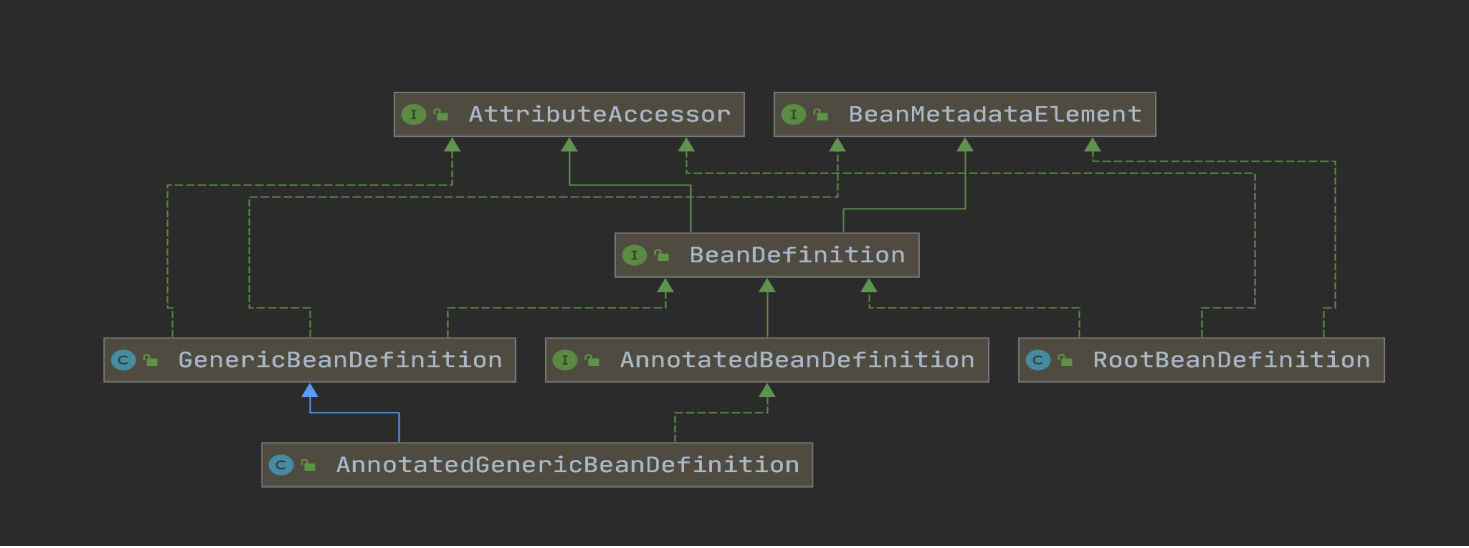 I AttributeAccessor
I BeanMetadataElement
I BeanDefinition
C GenericBeanDefinition
I AnnotatedBeanDefinition
C RootBeanDefinition
C AnnotatedGenericBeanDefinition